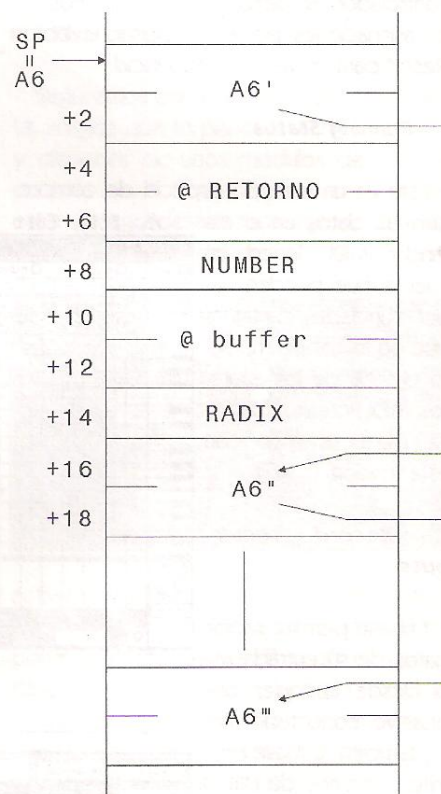 SP
=
A6
A6'
+2
+4
@ RETORNO
+6
+8
NUMBER
+10
@ buffer
+12
+14
RADIX
+16
A6"
+18
A6"'